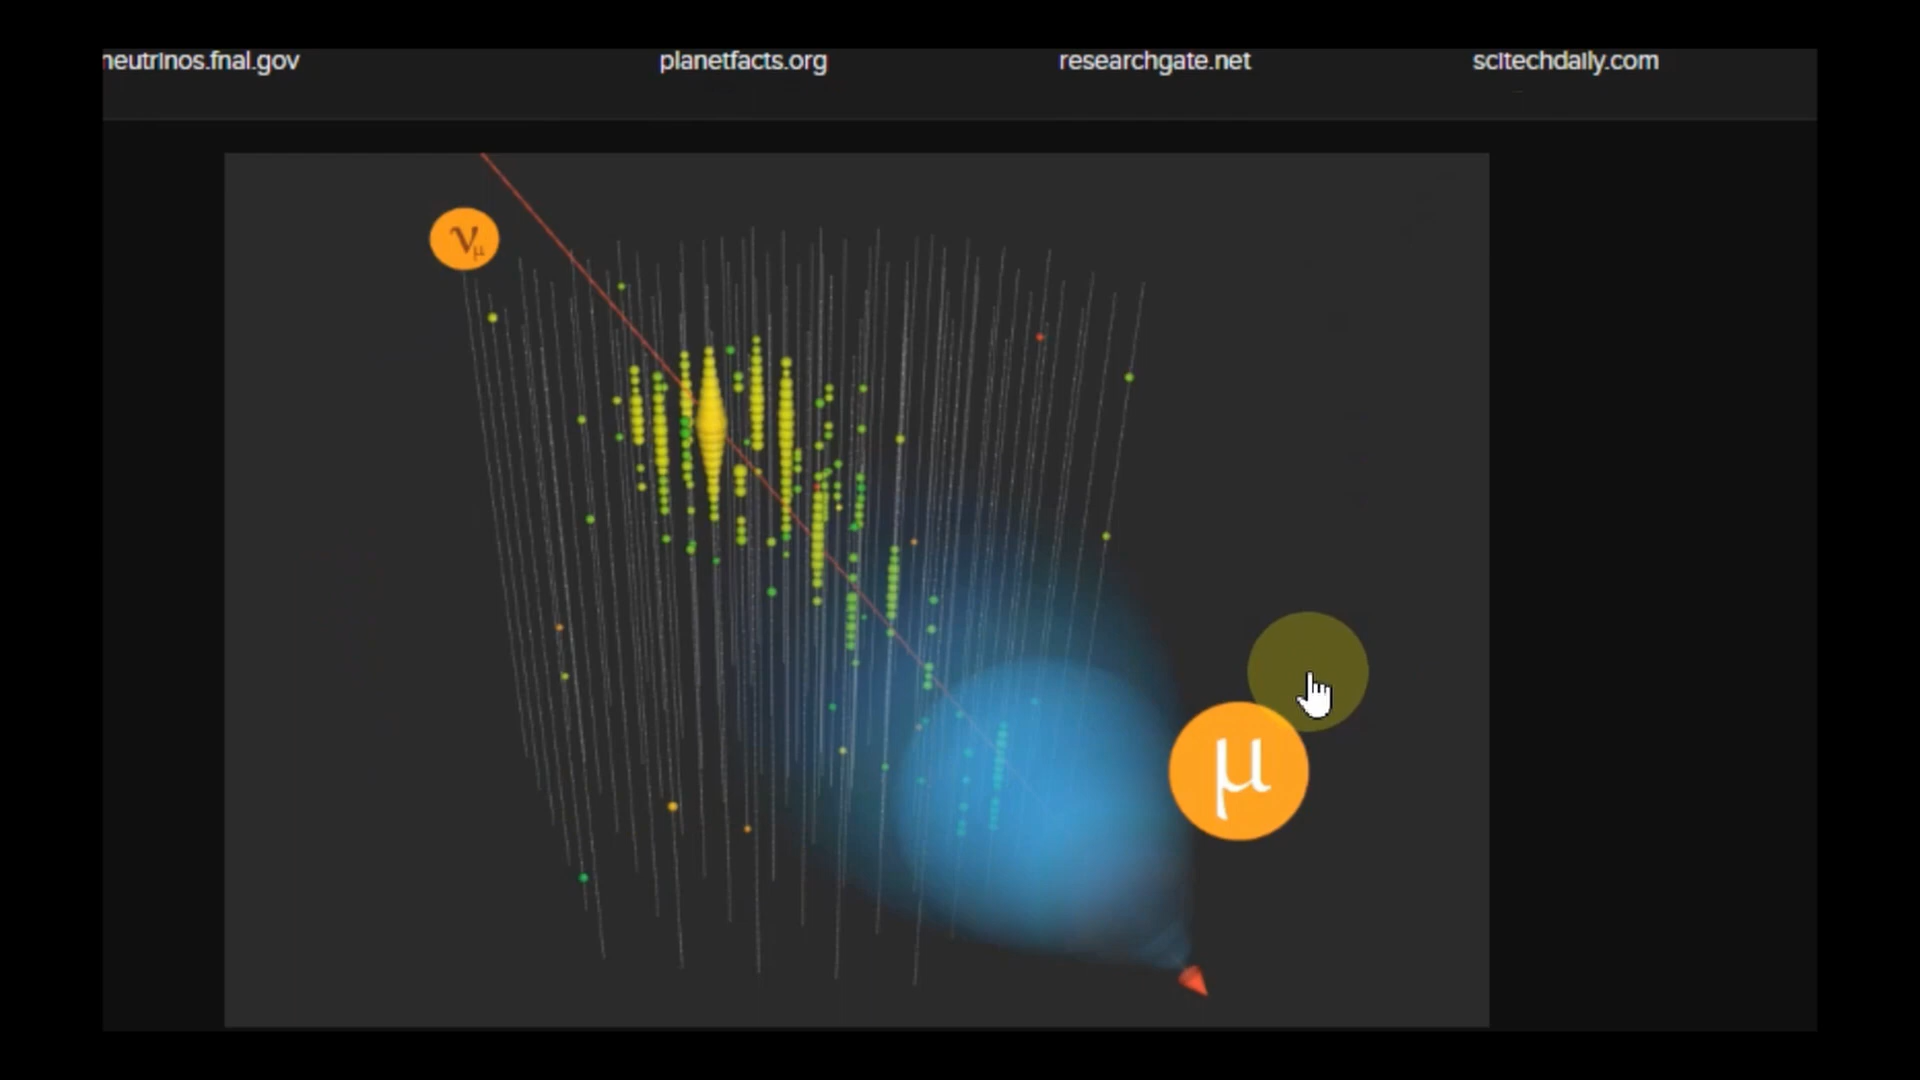 neutrinos.fnal.gov
planetfacts.org
researchgate.net
scitechdaily.com
νμ
μ